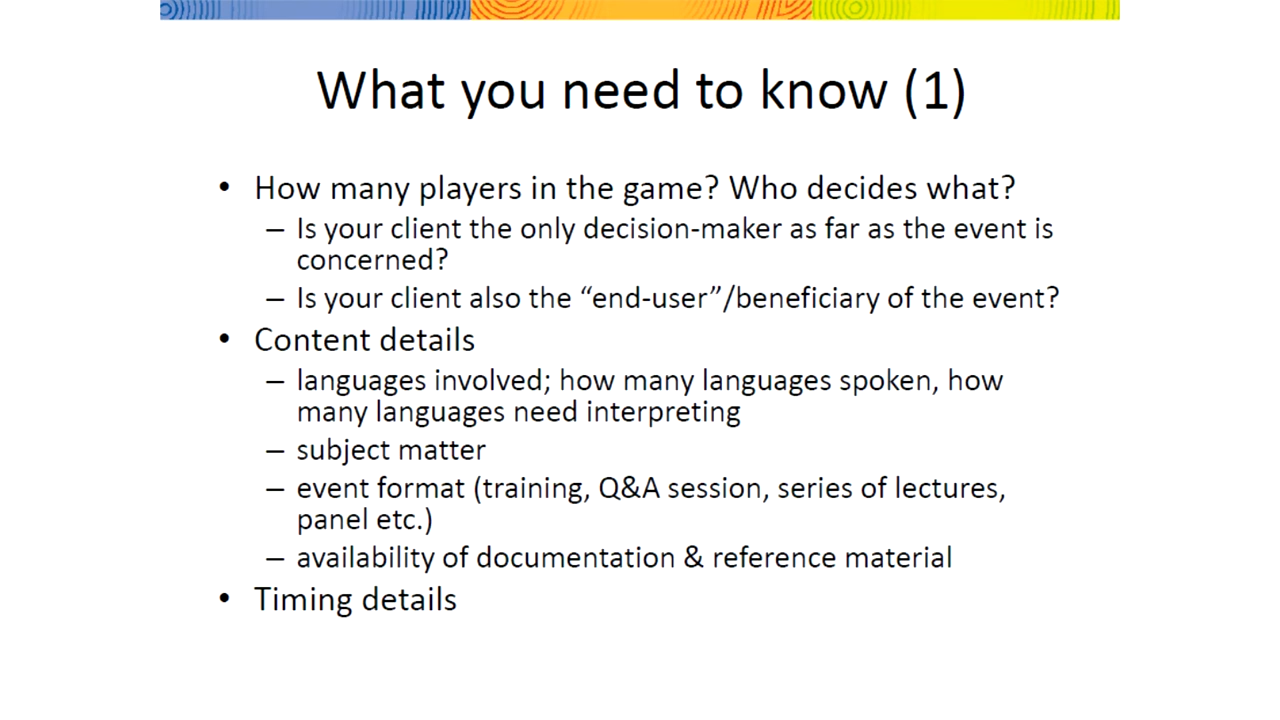 What you need to know (1)
• How many players in the game? Who decides what?
– Is your client the only decision-maker as far as the event is
concerned?
– Is your client also the “end-user”/beneficiary of the event?
• Content details
– languages involved; how many languages spoken, how
many languages need interpreting
– subject matter
– event format (training, Q&A session, series of lectures,
panel etc.)
– availability of documentation & reference material
• Timing details